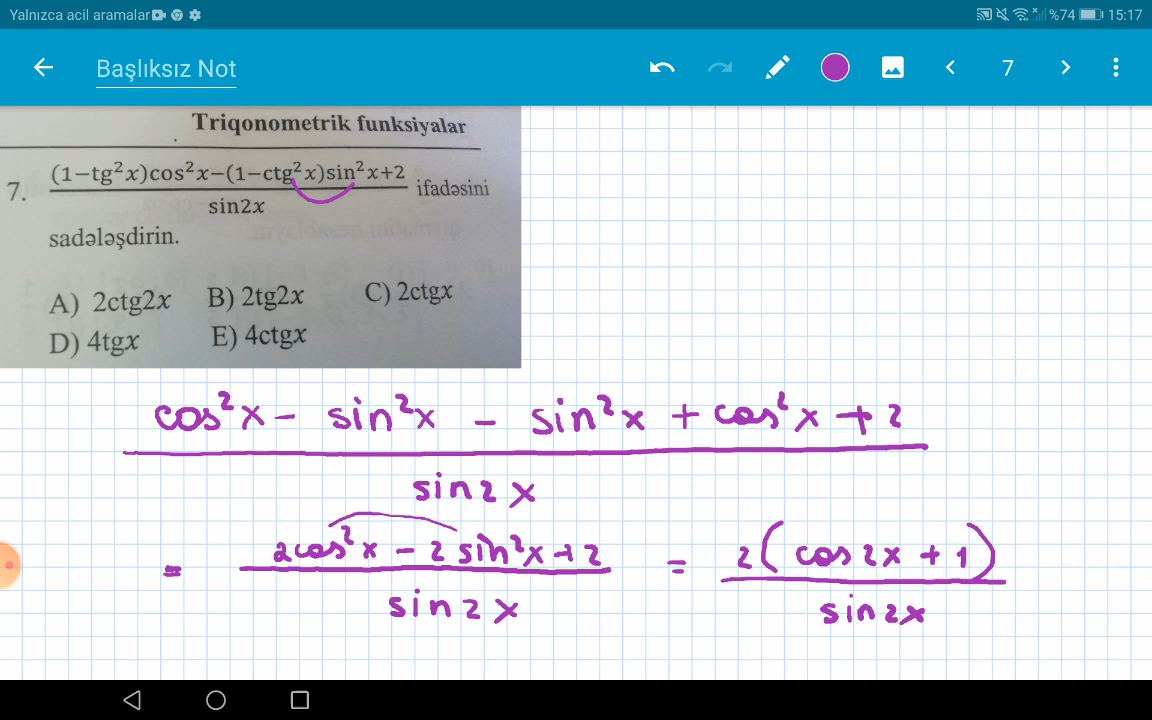 Yalnızca acil aramalar %74 15:17
Başlıksız Not 7
Triqonometrik funksiyalar
7. (1−tg²x)cos²x−(1−ctg²x)sin²x+2 ifadəsini
sin2x
sadələşdirin.
A) 2ctg2x B) 2tg2x C) 2ctgx
D) 4tgx E) 4ctgx
cos²x − sin²x − sin²x + cos²x + 2
sin2x
= 2cos²x − 2sin²x + 2 = 2(cos2x + 1)
sin2x sin2x